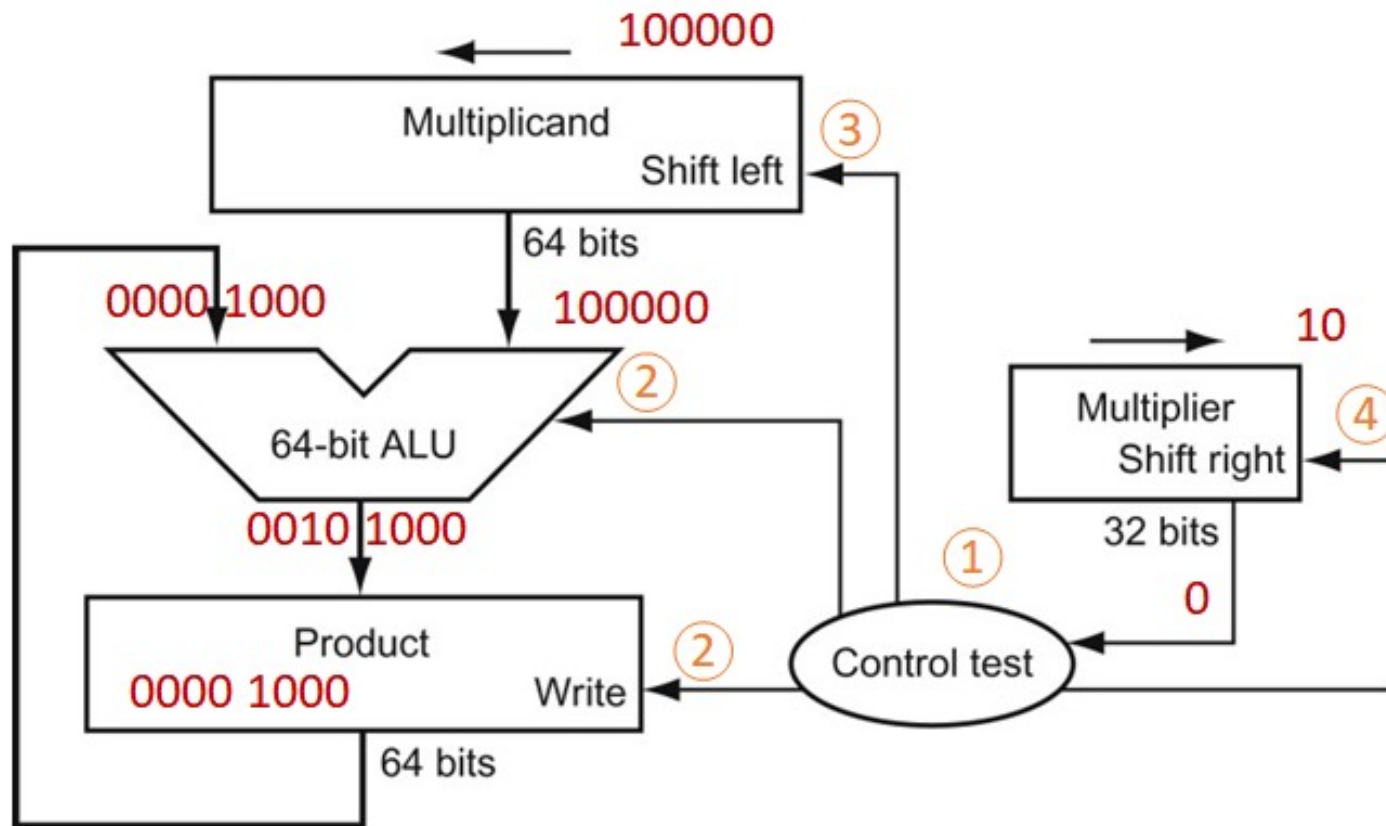 100000
Multiplicand
3
Shift left
64 bits
0000 1000
100000
10
2
Multiplier
4
64-bit ALU
Shift right
0010 1000
32 bits
1
0
Product
2
Control test
0000 1000
Write
64 bits